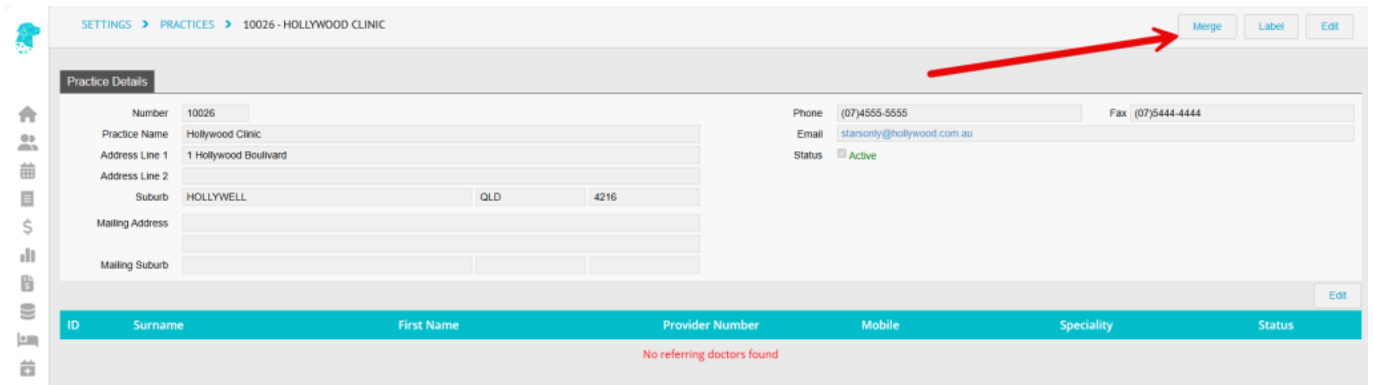 SETTINGS > PRACTICES > 10026 - HOLLYWOOD CLINIC
Merge Label Edit
Practice Details
Number 10026 Phone (07)4555-5555 Fax (07)5444-4444
Practice Name Hollywood Clinic Email starsonly@hollywood.com.au
Address Line 1 1 Hollywood Boulivard Status Active
Address Line 2
Suburb HOLLYWELL QLD 4216
Mailing Address
Mailing Suburb
Edit
ID Surname First Name Provider Number Mobile Speciality Status
No referring doctors found